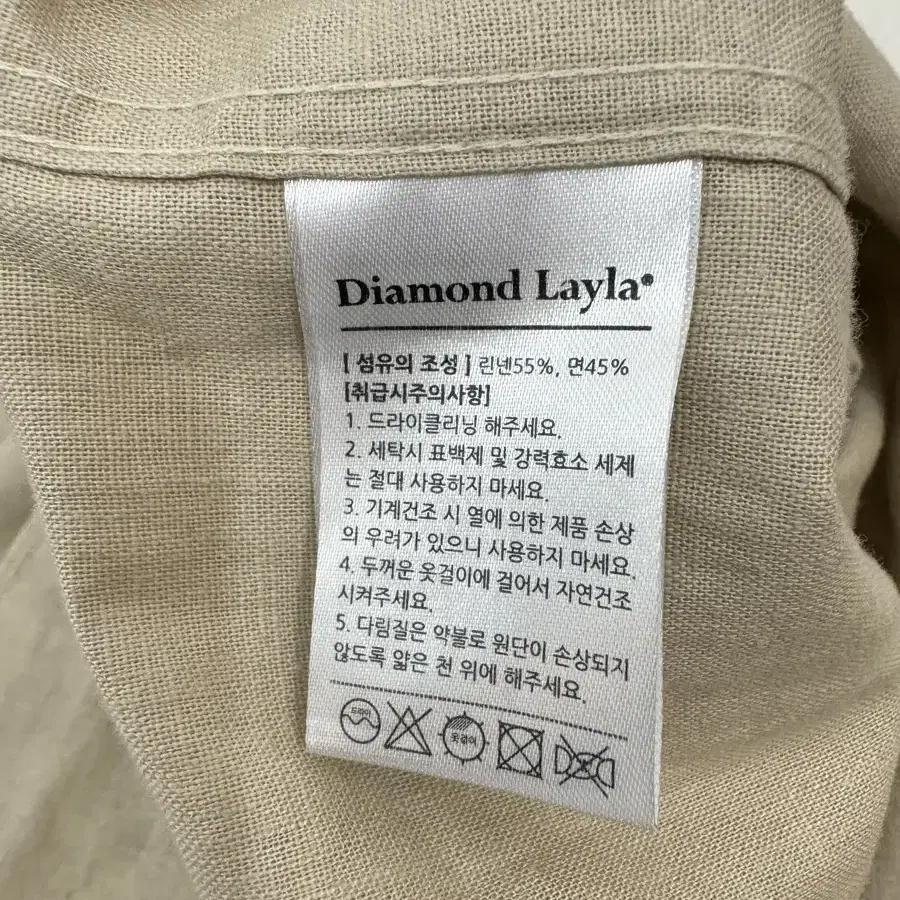 Diamond Layla®
[ 섬유의 조성 ] 린넨55%, 면45%
[취급시주의사항]
1. 드라이클리닝 해주세요.
2. 세탁시 표백제 및 강력효소 세제
는 절대 사용하지 마세요.
3. 기계건조 시 열에 의한 제품 손상
의 우려가 있으니 사용하지 마세요.
4. 두꺼운 옷걸이에 걸어서 자연건조
시켜주세요.
5. 다림질은 약불로 원단이 손상되지
않도록 얇은 천 위에 해주세요.
드라이 옷걸이